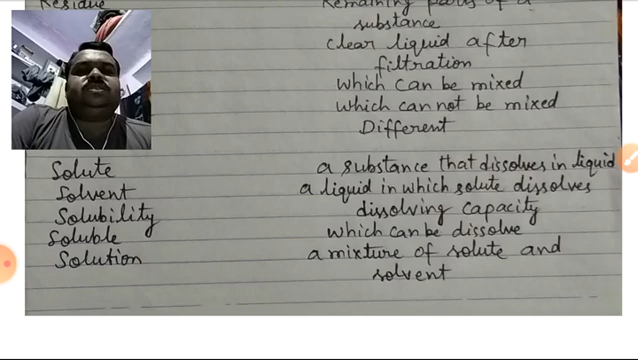 Residue Remaining parts of a
substance
clear liquid after
filtration
which can be mixed
which can not be mixed
Different
Solute a substance that dissolves in liquid
Solvent a liquid in which solute dissolves
Solubility dissolving capacity
Soluble which can be dissolve
Solution a mixture of solute and
solvent